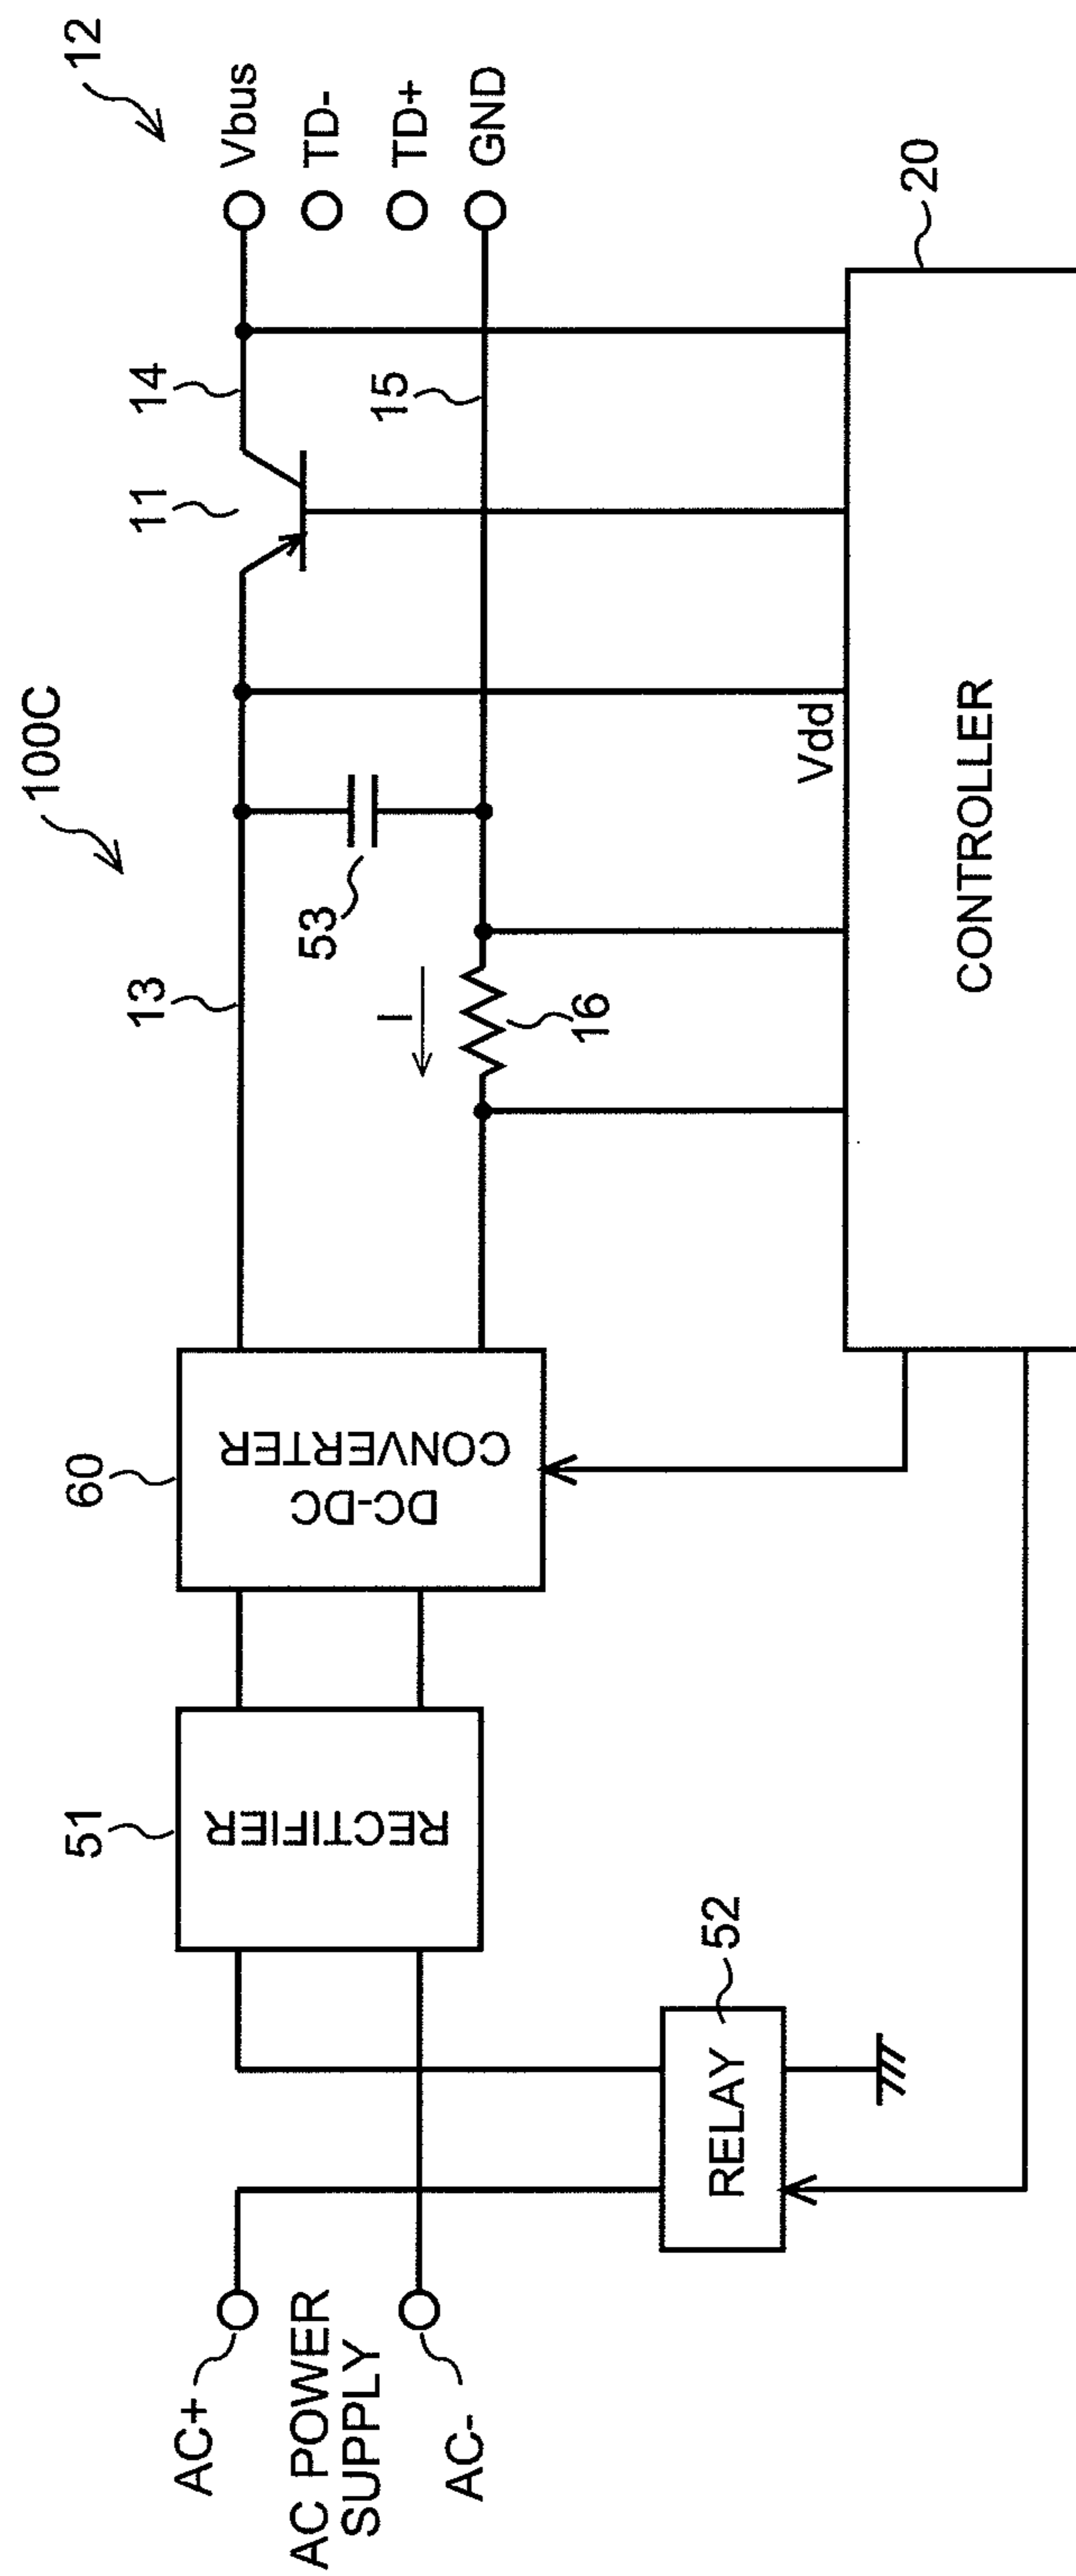 100C
12
AC+
AC POWER
SUPPLY
AC-
51
RECTIFIER
60
DC-DC
CONVERTER
13
53
I
16
11
14
15
Vbus
TD-
TD+
GND
RELAY
52
Vdd
CONTROLLER
20